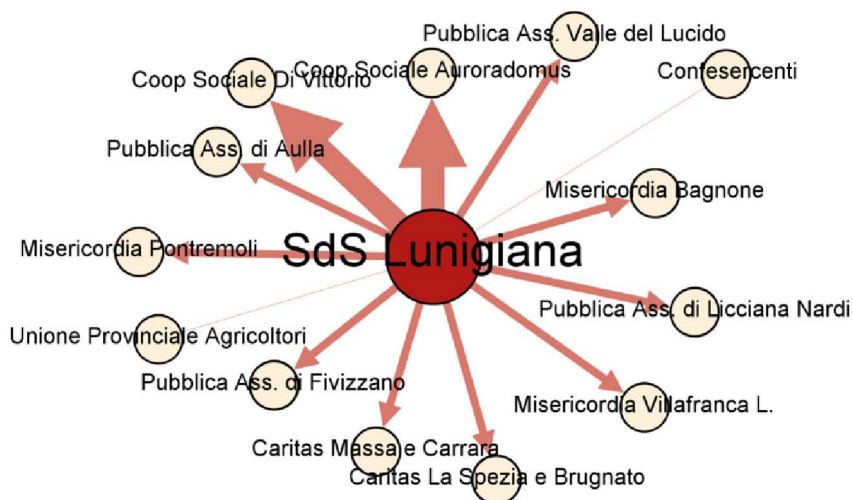 Pubblica Ass. Valle del Lucido
Coop Sociale Auroradomus
Confesercenti
Coop Sociale Di Vittorio
Pubblica Ass. di Aulla
Misericordia Bagnone
Misericordia Pontremoli
SdS Lunigiana
Pubblica Ass. di Licciana Nardi
Unione Provinciale Agricoltori
Pubblica Ass. di Fivizzano
Misericordia Villafranca L.
Caritas Massa e Carrara
Caritas La Spezia e Brugnato